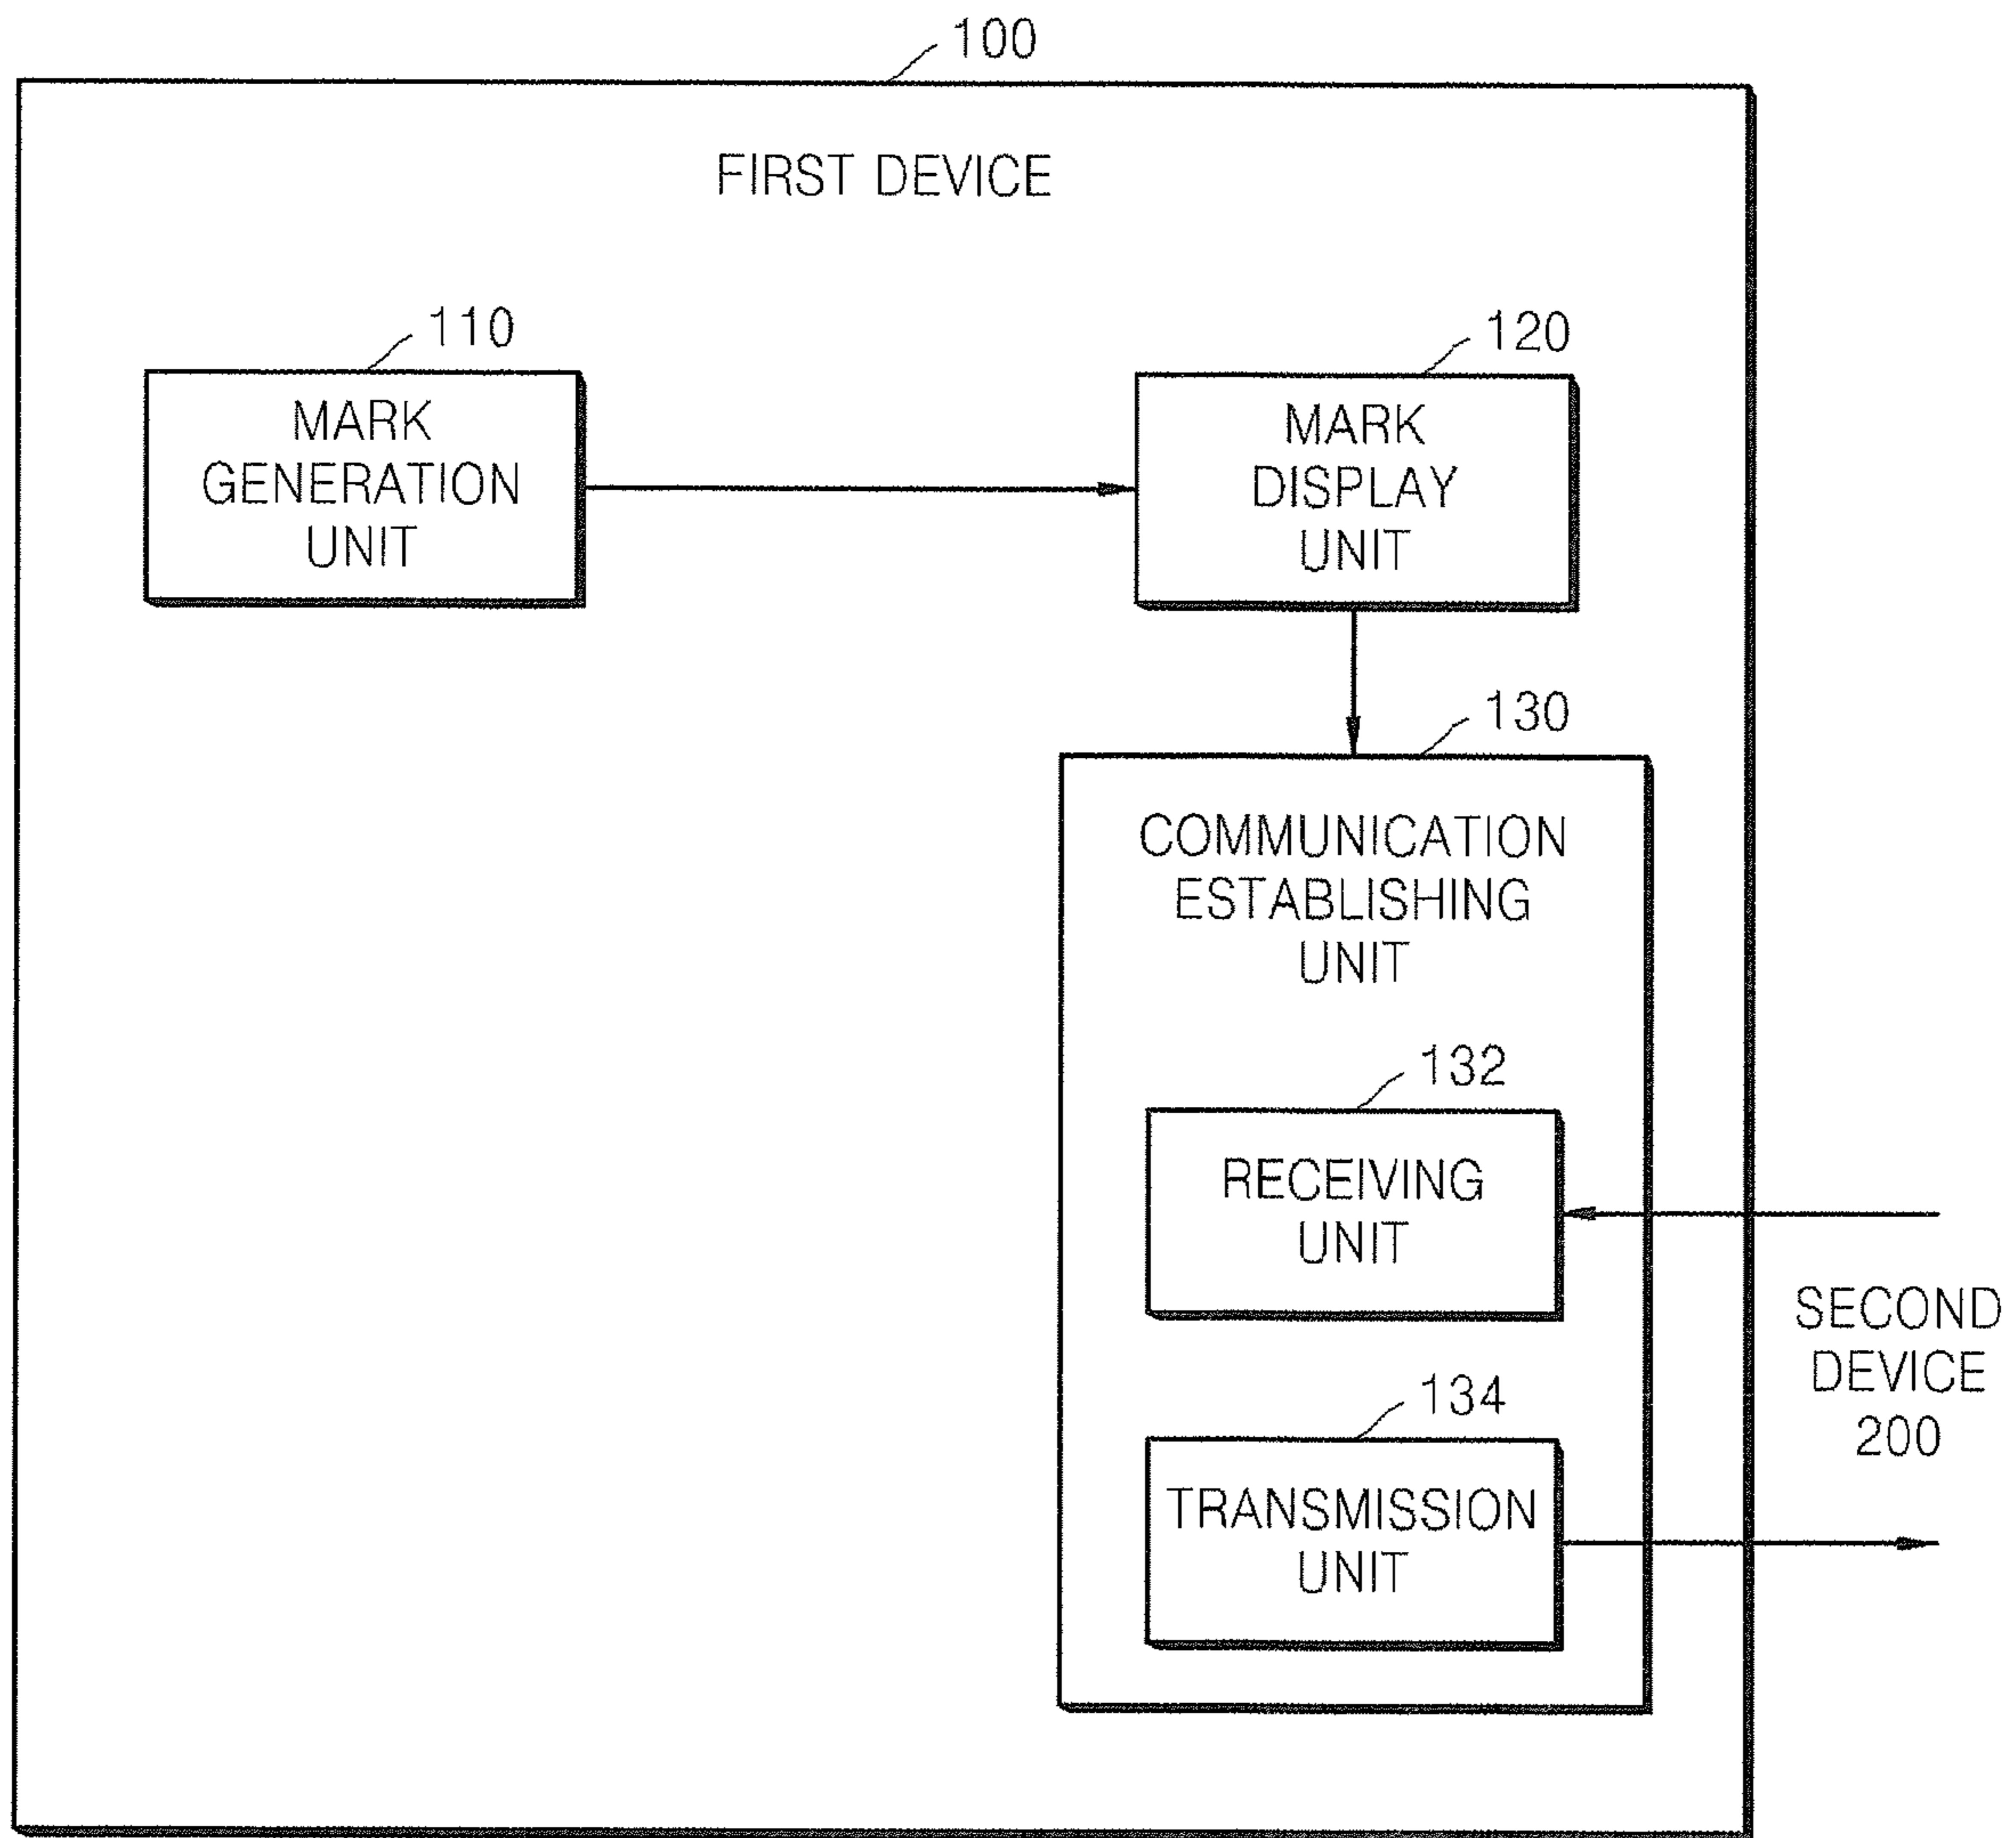 100
FIRST DEVICE
110
MARK
GENERATION
UNIT
120
MARK
DISPLAY
UNIT
130
COMMUNICATION
ESTABLISHING
UNIT
132
RECEIVING
UNIT
SECOND
DEVICE
200
134
TRANSMISSION
UNIT